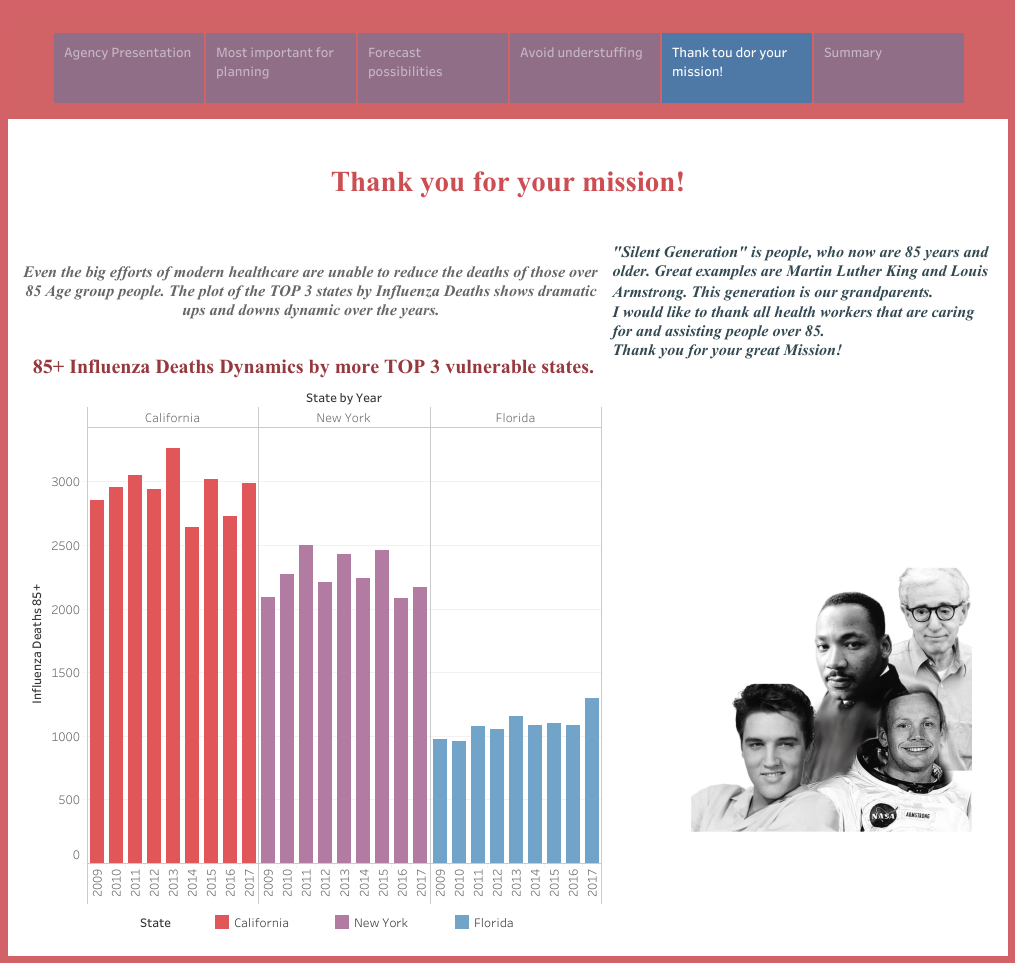 Agency Presentation
Most important for
planning
Forecast
possibilities
Avoid understuffing
Thank tou dor your
mission!
Summary
Thank you for your mission!
Even the big efforts of modern healthcare are unable to reduce the deaths of those over
85 Age group people. The plot of the TOP 3 states by Influenza Deaths shows dramatic
ups and downs dynamic over the years.
"Silent Generation" is people, who now are 85 years and
older. Great examples are Martin Luther King and Louis
Armstrong. This generation is our grandparents.
I would like to thank all health workers that are caring
for and assisting people over 85.
Thank you for your great Mission!
85+ Influenza Deaths Dynamics by more TOP 3 vulnerable states.
State by Year
California
New York
Florida
Influenza Deaths 85+
3000
2500
2000
1500
1000
500
0
2009
2010
2011
2012
2013
2014
2015
2016
2017
2009
2010
2011
2012
2013
2014
2015
2016
2017
2009
2010
2011
2012
2013
2014
2015
2016
2017
State
California
New York
Florida
NASA
ARMSTRONG